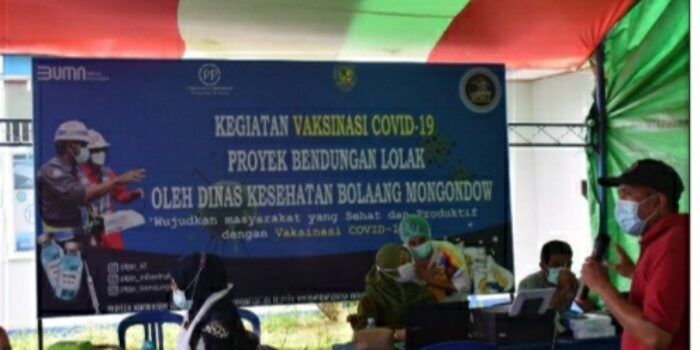 BUMN
PP
KEGIATAN VAKSINASI COVID-19
PROYEK BENDUNGAN LOLAK
OLEH DINAS KESEHATAN BOLAANG MONGONDOW
'Wujudkan masyarakat yang Sehat dan Produktif
dengan Vaksinasi COVID-1